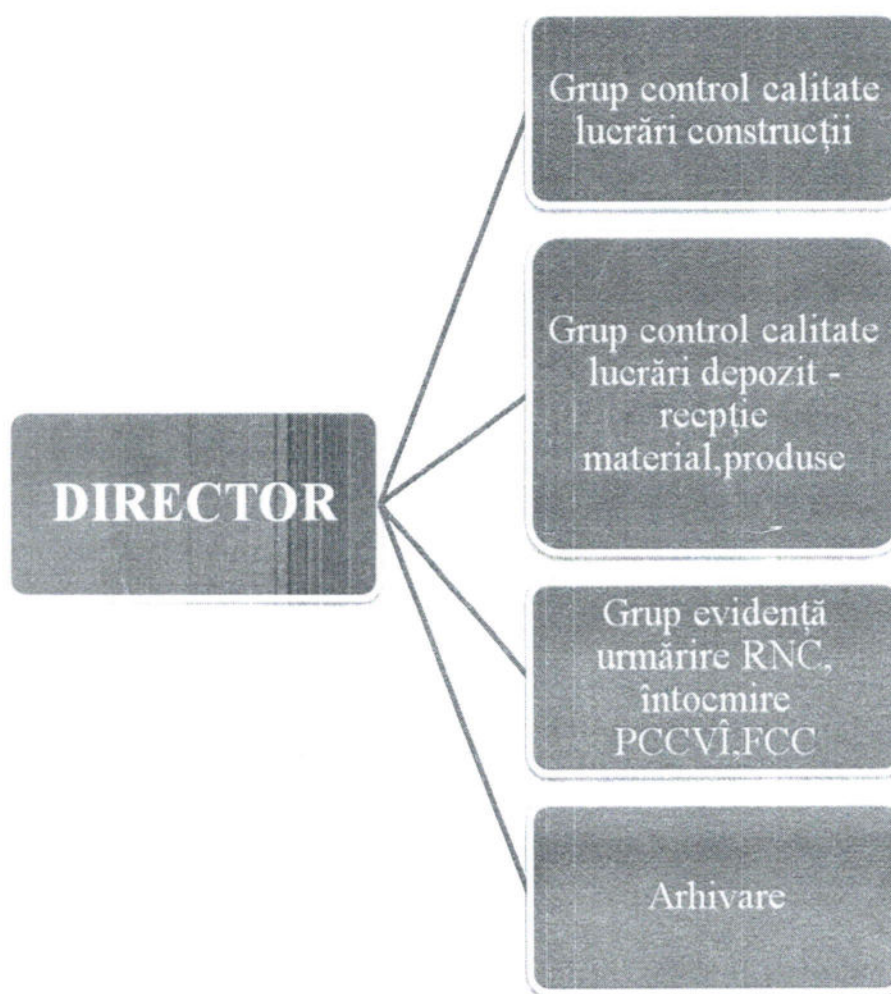 DIRECTOR
Grup control calitate
lucrări construcții
Grup control calitate
lucrări depozit -
recpție
material,produse
Grup evidență
urmărire RNC,
întocmire
PCCVÎ,FCC
Arhivare